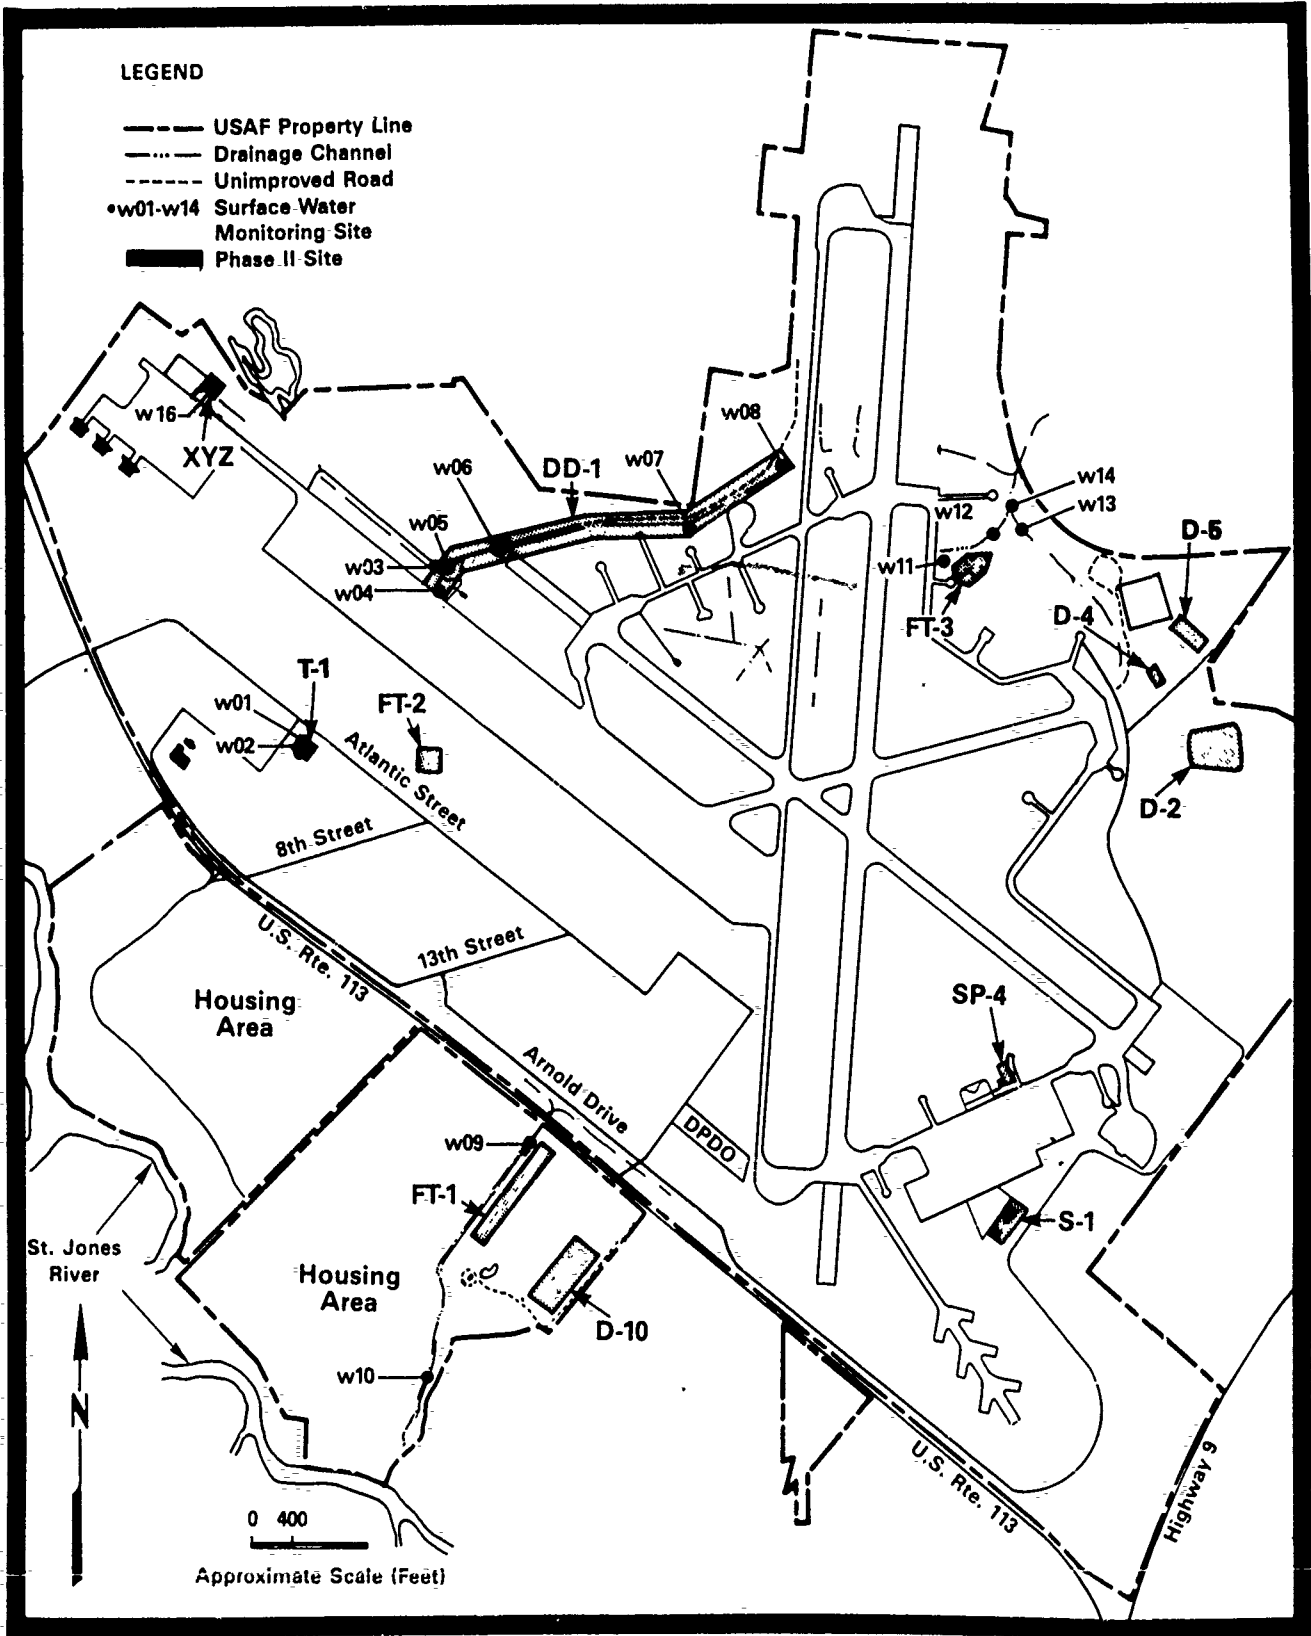 LEGEND
USAF Property Line
Drainage Channel
Unimproved Road
•w01-w14 Surface Water
Monitoring Site
Phase II Site
w16
XYZ
w08
w07
DD-1
w06
w05
w03
w04
w14
w13
w12
w11
FT-3
D-5
D-4
D-2
T-1
w01
w02
FT-2
Atlantic Street
8th Street
13th Street
U.S. Rte. 113
Housing
Area
SP-4
Arnold Drive
DPDO
w09
FT-1
S-1
St. Jones
River
Housing
Area
D-10
w10
N
0 400
Approximate Scale (Feet)
U.S. Rte. 113
Highway 9